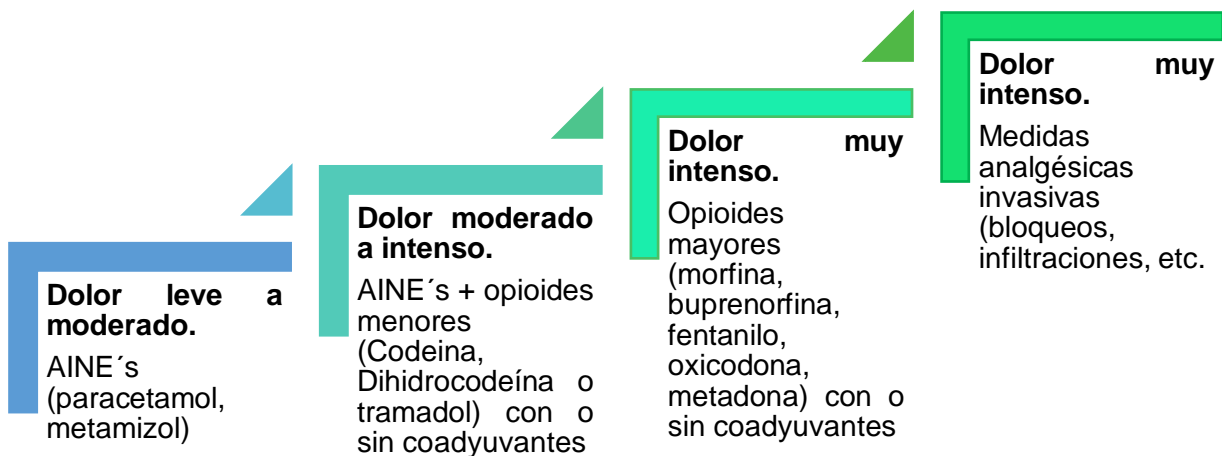 Dolor leve a
moderado.
AINE´s
(paracetamol,
metamizol)
Dolor moderado
a intenso.
AINE´s + opioides
menores
(Codeina,
Dihidrocodeína o
tramadol) con o
sin coadyuvantes
Dolor muy
intenso.
Opioides
mayores
(morfina,
buprenorfina,
fentanilo,
oxicodona,
metadona) con o
sin coadyuvantes
Dolor muy
intenso.
Medidas
analgésicas
invasivas
(bloqueos,
infiltraciones, etc.